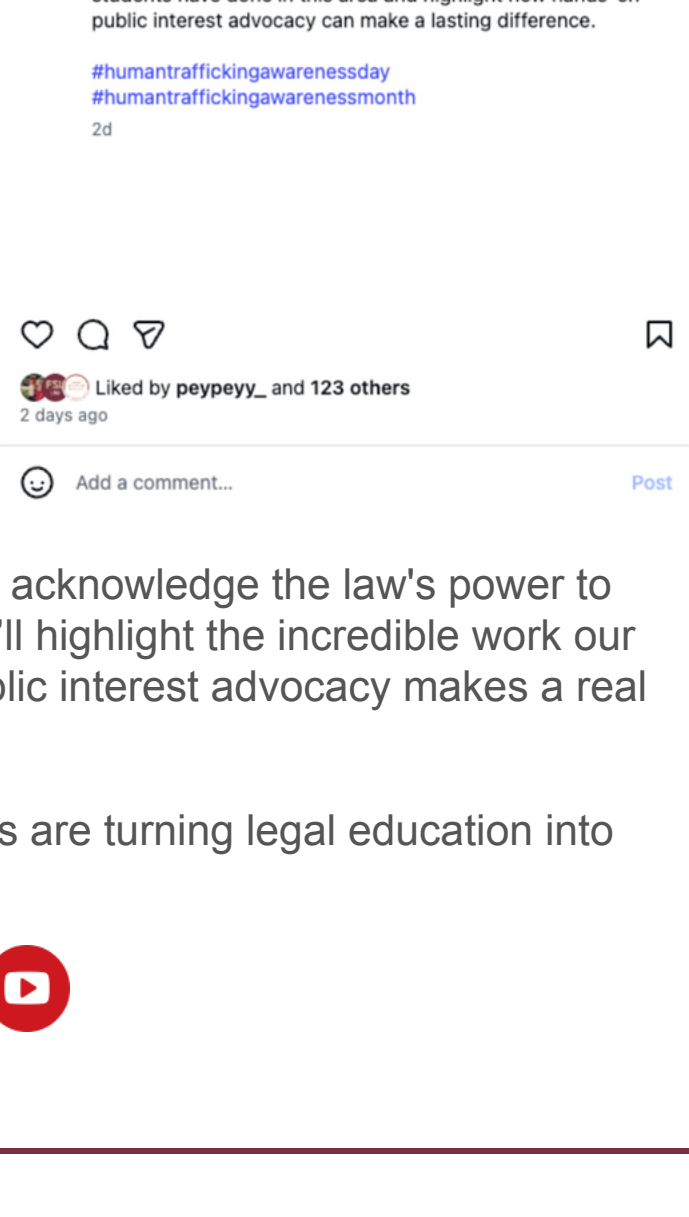 public interest advocacy can make a lasting difference.
#humantraffickingawarenessday
#humantraffickingawarenessmonth
2d
FSU
Liked by peypeyy_ and 123 others
2 days ago
Add a comment...
Post
acknowledge the law's power to
'll highlight the incredible work our
blic interest advocacy makes a real
s are turning legal education into